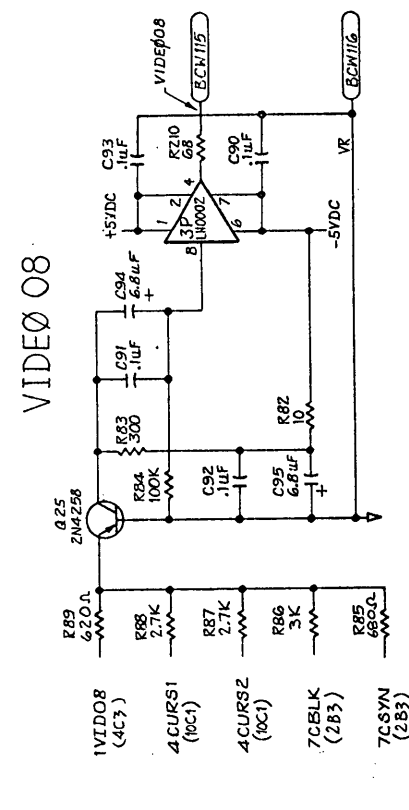 VIDEØ 08
Q25
2N4258
R89
620Ω
1VIDO8
(4C3)
R88
2.7K
4CURS1
(10C1)
R87
2.7K
4CURS2
(10C1)
R86
3K
7CBLK
(2B3)
R85
680Ω
7CSYN
(2B3)
R84
100K
R83
300
C91
.1uF
C94
6.8uF
+
C92
.1uF
C95
6.8uF
+
R82
10
+5VDC
-5VDC
3P
LH0002
1
2
4
8
6
7
C93
.1uF
R210
68
C90
.1uF
VIDEØ08
BCW115
BCW116
VR